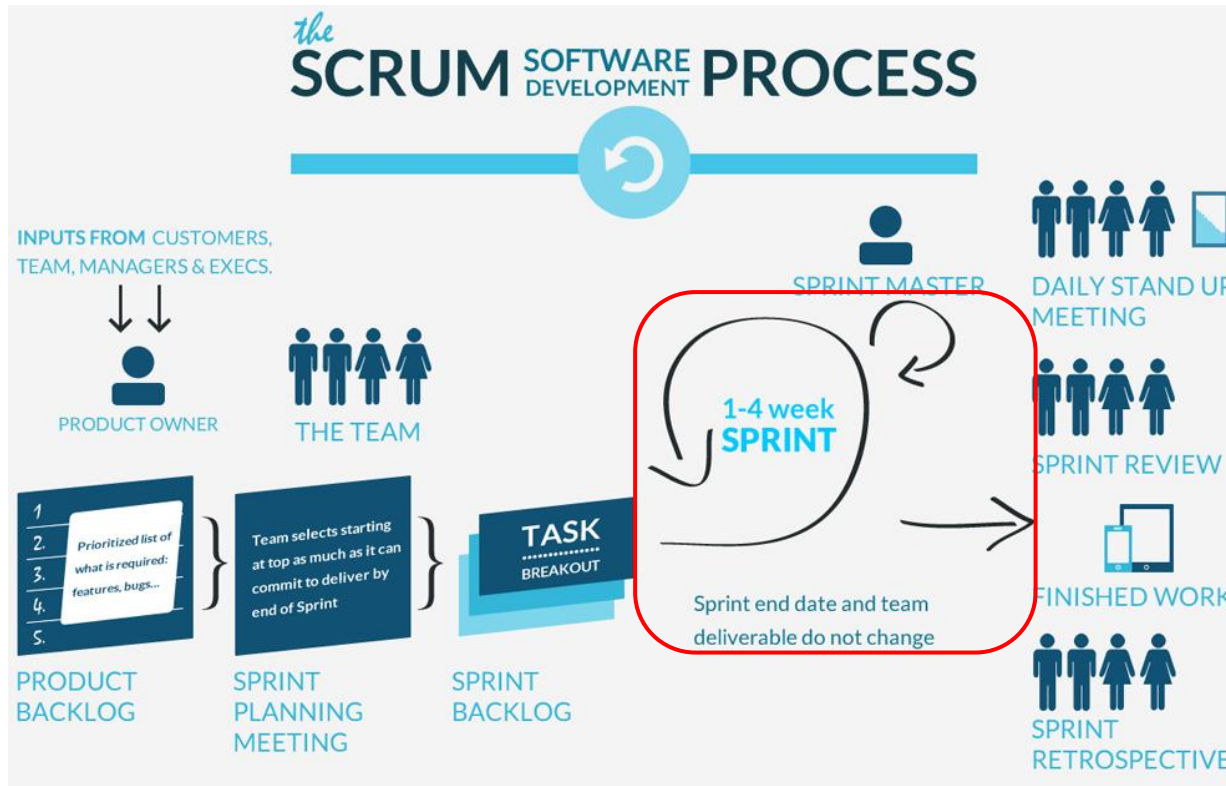 the
SCRUM SOFTWARE DEVELOPMENT PROCESS
INPUTS FROM CUSTOMERS,
TEAM, MANAGERS & EXECS.
PRODUCT OWNER
THE TEAM
SPRINT MASTER
DAILY STAND UP
MEETING
1-4 week
SPRINT
SPRINT REVIEW
1
2.
3.
4.
5.
Prioritized list of
what is required:
features, bugs...
Team selects starting
at top as much as it can
commit to deliver by
end of Sprint
TASK
BREAKOUT
Sprint end date and team
deliverable do not change
FINISHED WORK
PRODUCT
BACKLOG
SPRINT
PLANNING
MEETING
SPRINT
BACKLOG
SPRINT
RETROSPECTIVE